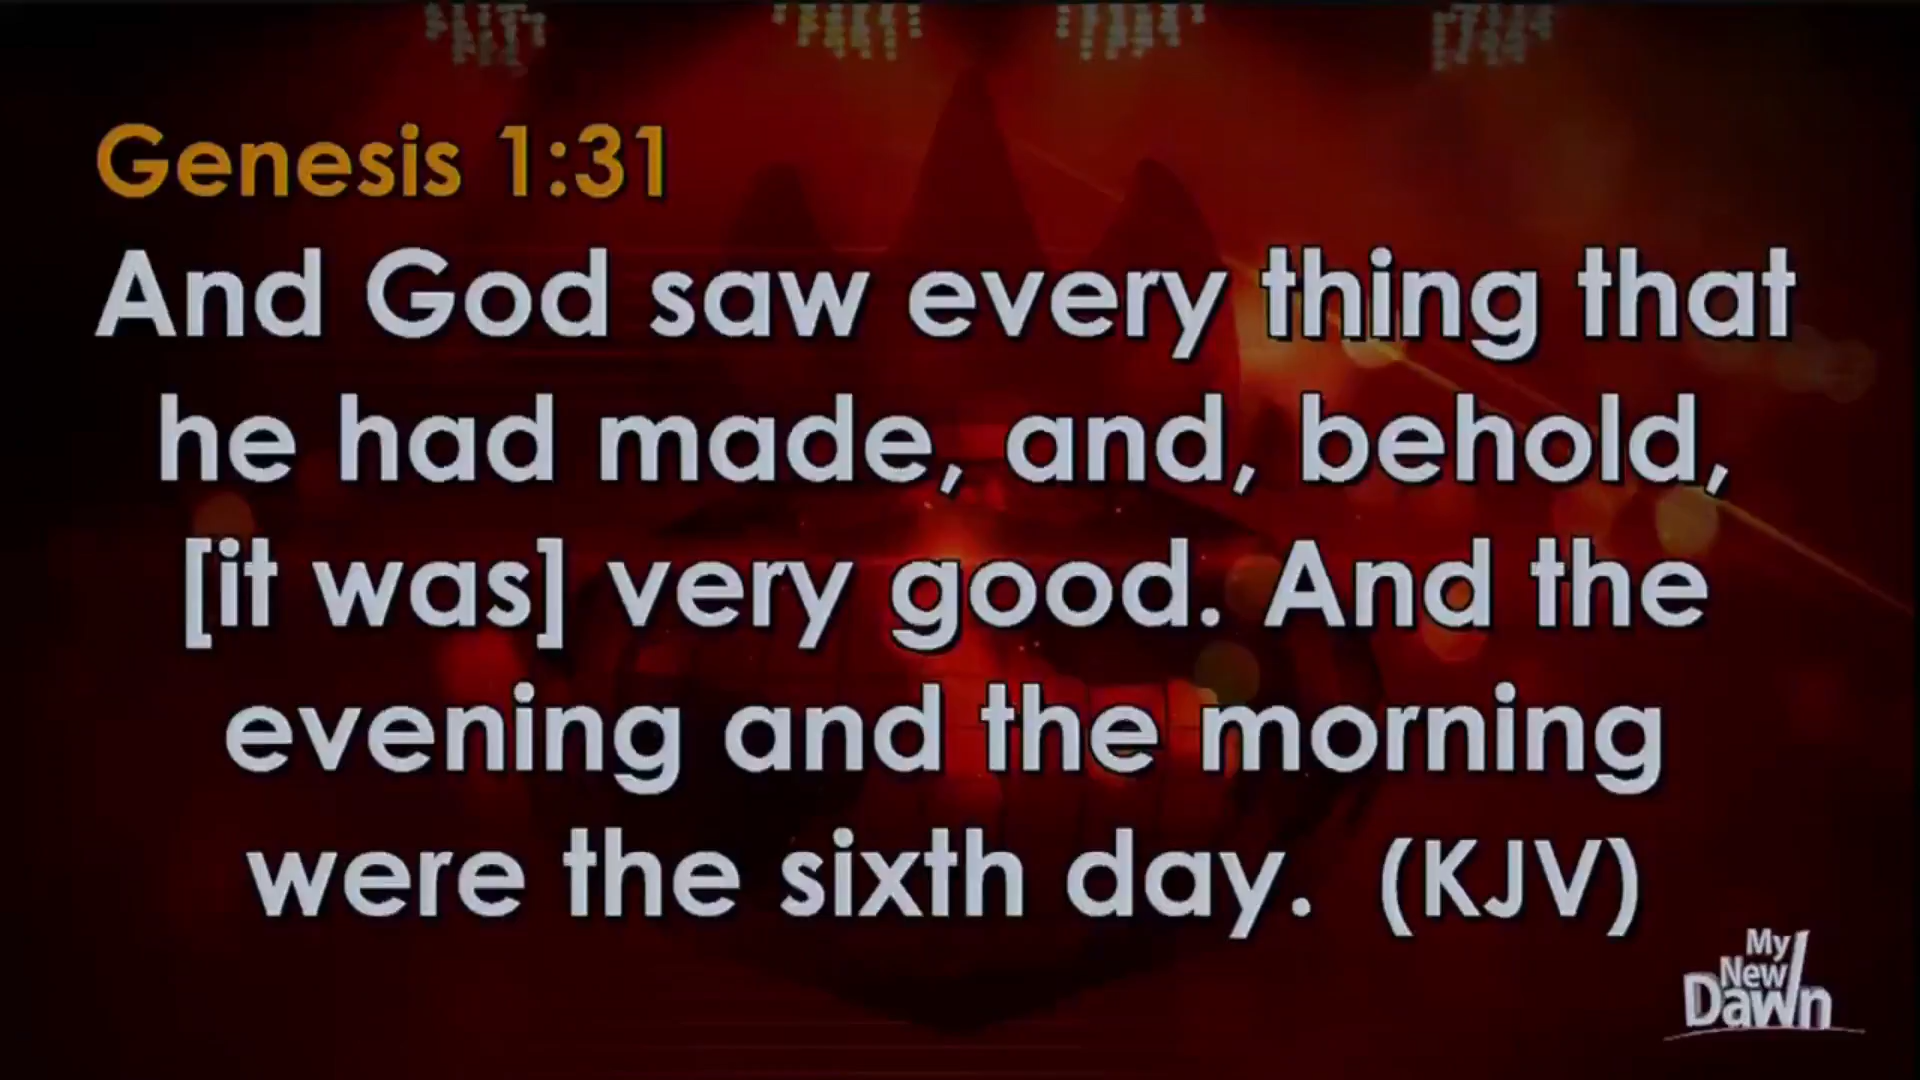 Genesis 1:31
And God saw every thing that
he had made, and, behold,
[it was] very good. And the
evening and the morning
were the sixth day. (KJV)
My
New
Dawn